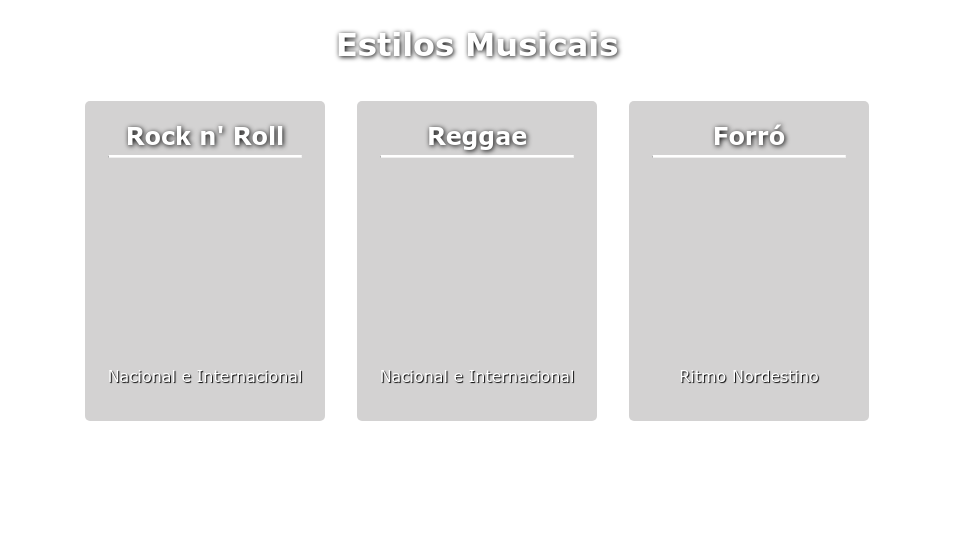 Estilos Musicais
Rock n' Roll
Nacional e Internacional
Reggae
Nacional e Internacional
Forró
Ritmo Nordestino